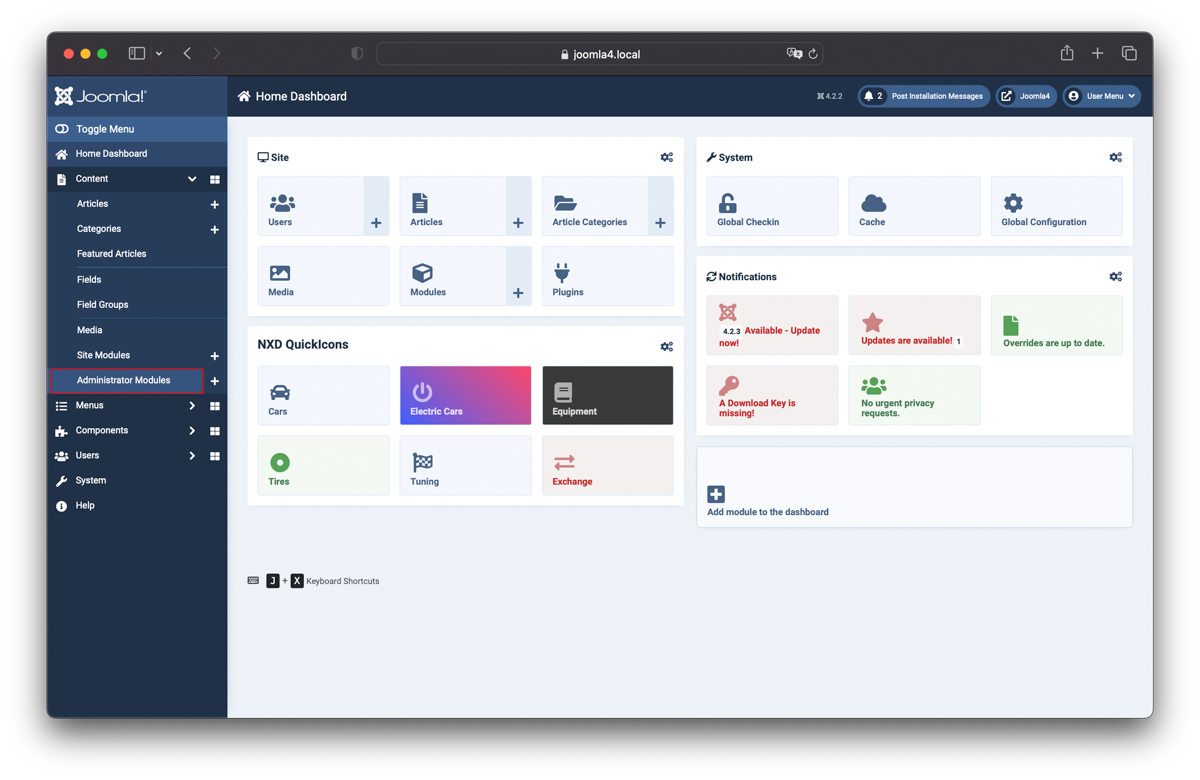 joomla4.local
Joomla!®
Home Dashboard
4.2.2
2 Post Installation Messages
Joomla4
User Menu
Toggle Menu
Home Dashboard
Content
Articles
Categories
Featured Articles
Fields
Field Groups
Media
Site Modules
Administrator Modules
Menus
Components
Users
System
Help
Site
Users
Articles
Article Categories
Media
Modules
Plugins
NXD QuickIcons
Cars
Electric Cars
Equipment
Tires
Tuning
Exchange
System
Global Checkin
Cache
Global Configuration
Notifications
4.2.3 Available - Update
now!
Updates are available! 1
Overrides are up to date.
A Download Key is
missing!
No urgent privacy
requests.
Add module to the dashboard
J + X Keyboard Shortcuts